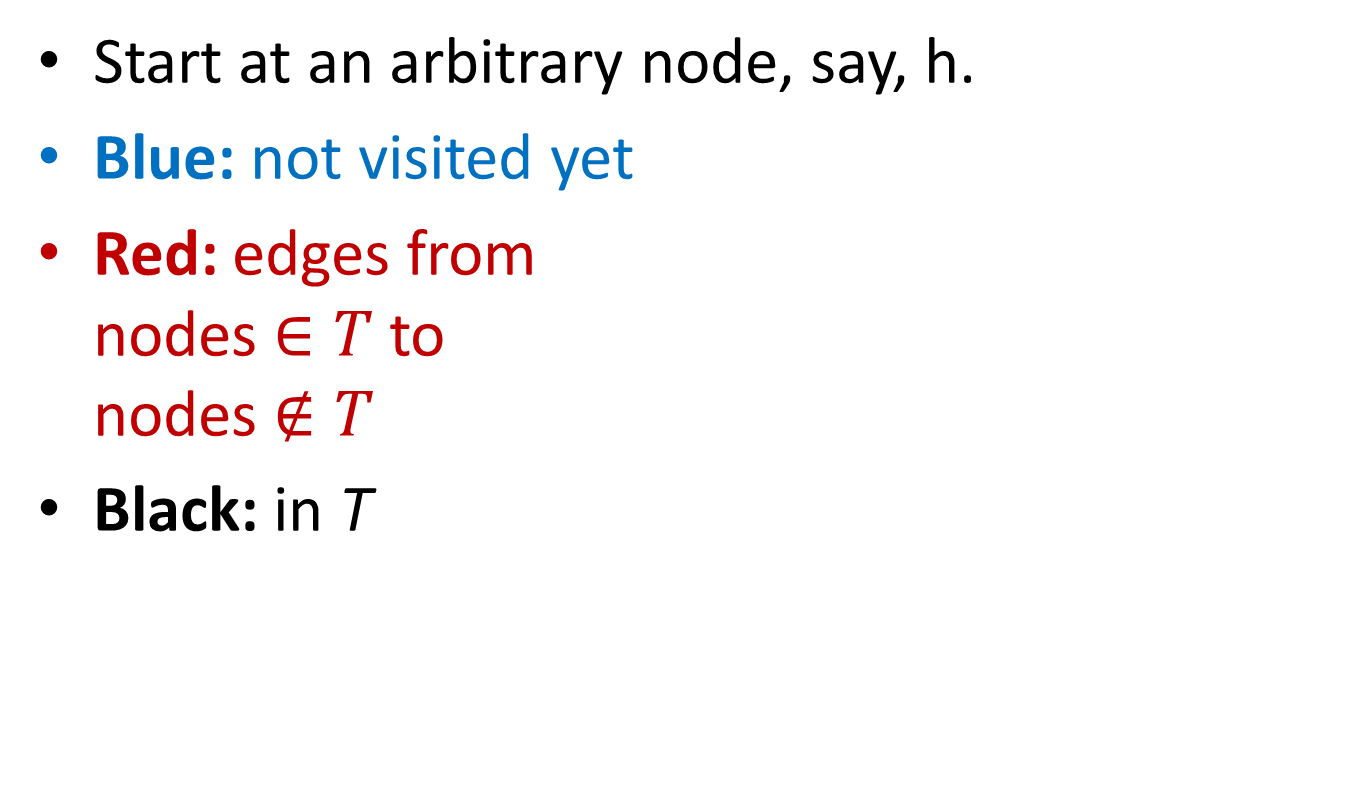 • Start at an arbitrary node, say, h.
• Blue: not visited yet
• Red: edges from
nodes ∈ T to
nodes ∉ T
• Black: in T